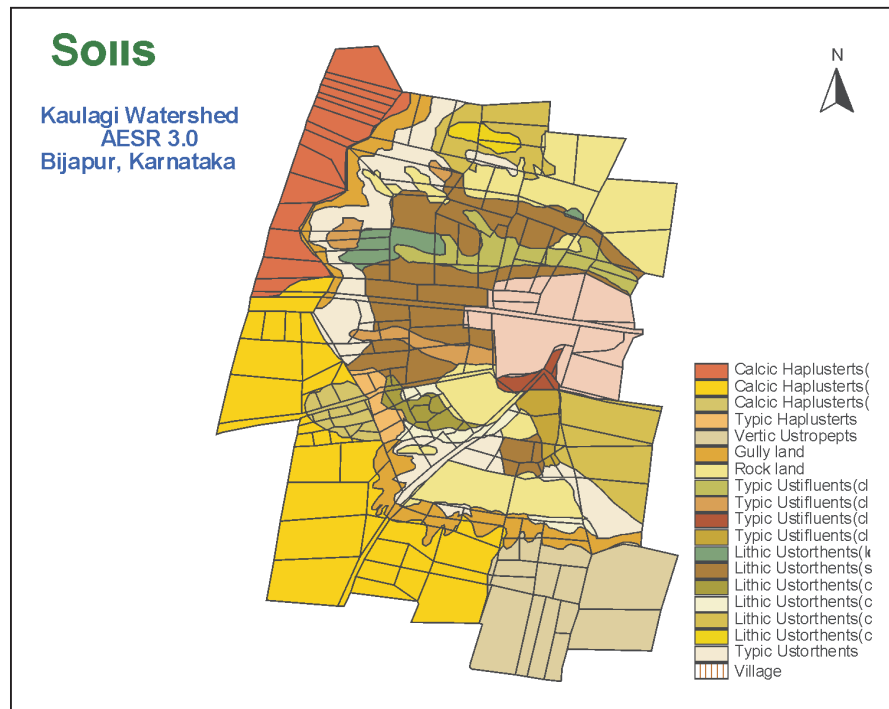 Soils
Kaulagi Watershed
AESR 3.0
Bijapur, Karnataka
N
Calcic Haplusterts(
Calcic Haplusterts(
Calcic Haplusterts(
Typic Haplusterts
Vertic Ustropepts
Gully land
Rock land
Typic Ustifluents(cl
Typic Ustifluents(cl
Typic Ustifluents(cl
Typic Ustifluents(cl
Lithic Ustorthents(l
Lithic Ustorthents(s
Lithic Ustorthents(c
Lithic Ustorthents(c
Lithic Ustorthents(c
Lithic Ustorthents(c
Typic Ustorthents
Village